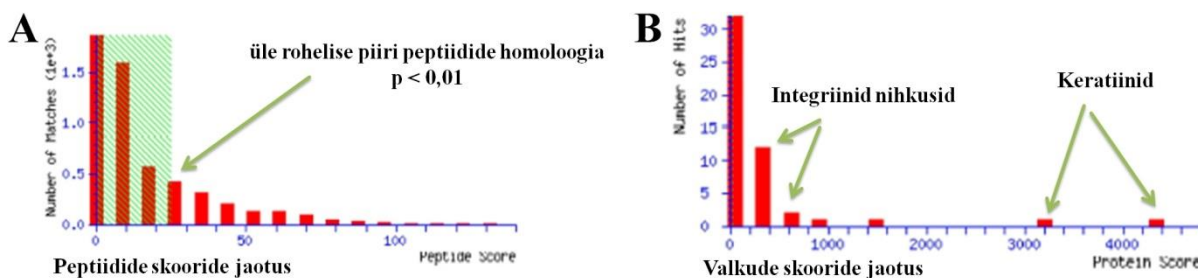 A
üle rohelise piiri peptiidide homoloogia
p < 0,01
Number of Matches (1e+3)
1.5
1.0
0.5
0.0
0
50
100
Peptide Score
Peptiidide skooride jaotus
B
Integriinid nihkusid
Keratiinid
Number of Hits
30
25
20
15
10
5
0
0
1000
2000
3000
4000
Protein Score
Valkude skooride jaotus